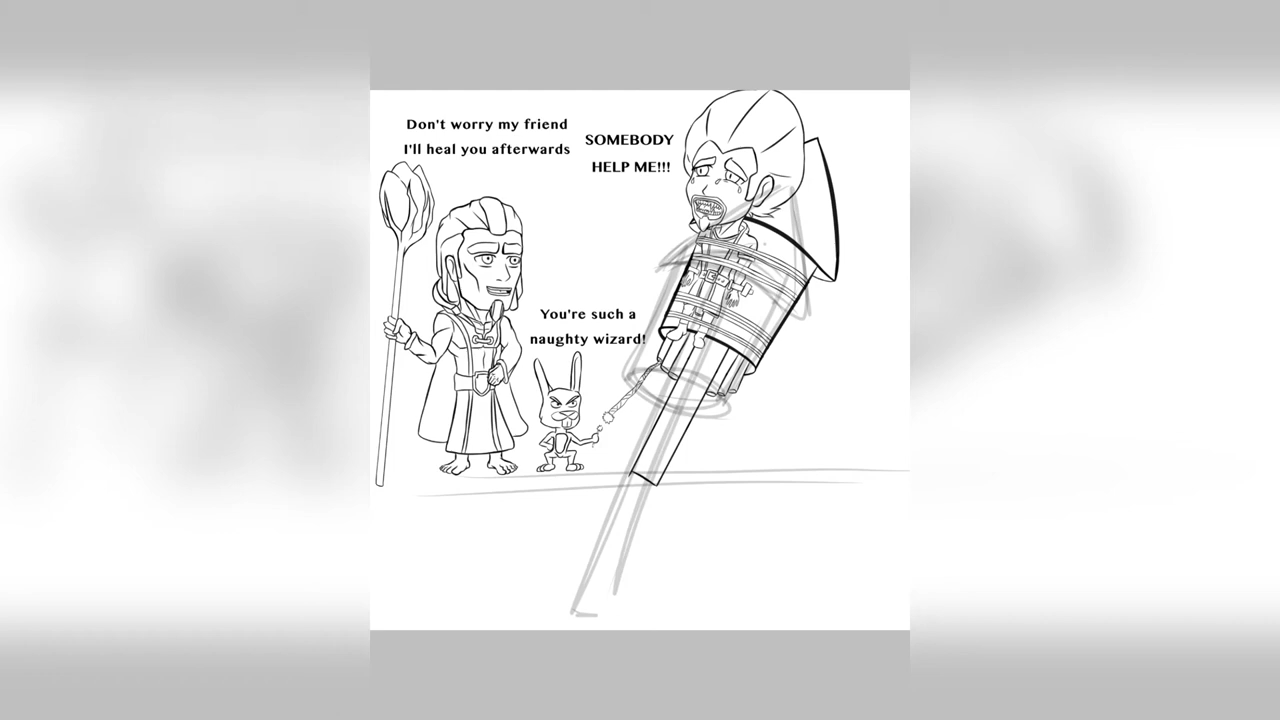 Don't worry my friend
I'll heal you afterwards
SOMEBODY
HELP ME!!!
You're such a
naughty wizard!